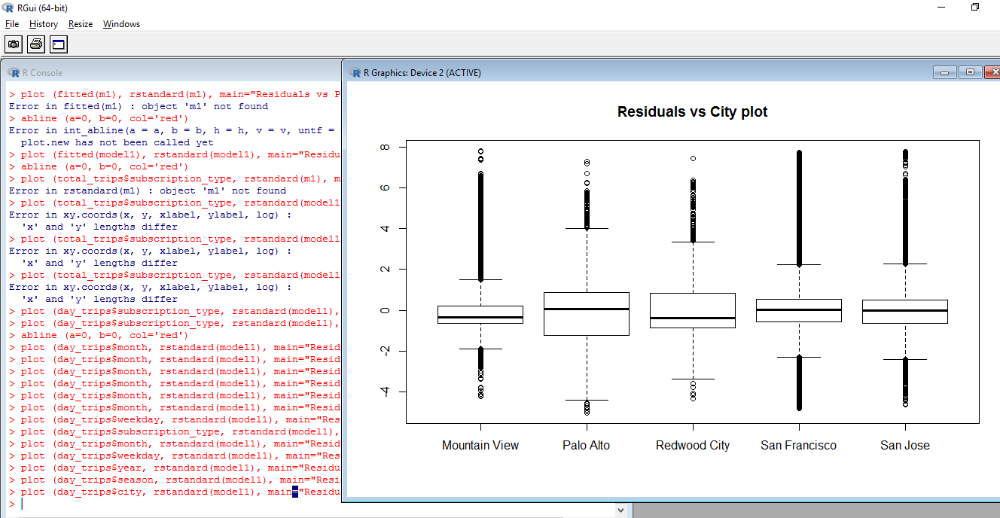 RGui (64-bit)
File History Resize Windows
R Console
> plot (fitted(m1), rstandard(m1), main="Residuals vs P
Error in fitted(m1) : object 'm1' not found
> abline (a=0, b=0, col='red')
Error in int_abline(a = a, b = b, h = h, v = v, untf =
plot.new has not been called yet
> plot (fitted(model1), rstandard(model1), main="Residu
> abline (a=0, b=0, col='red')
> plot (total_trips$subscription_type, rstandard(m1), m
Error in rstandard(m1) : object 'm1' not found
> plot (total_trips$subscription_type, rstandard(model1
Error in xy.coords(x, y, xlabel, ylabel, log) :
'x' and 'y' lengths differ
> plot (total_trips$subscription_type, rstandard(model1
Error in xy.coords(x, y, xlabel, ylabel, log) :
'x' and 'y' lengths differ
> plot (total_trips$subscription_type, rstandard(model1
Error in xy.coords(x, y, xlabel, ylabel, log) :
'x' and 'y' lengths differ
> plot (day_trips$subscription_type, rstandard(model1),
> plot (day_trips$subscription_type, rstandard(model1),
> abline (a=0, b=0, col='red')
> plot (day_trips$month, rstandard(model1), main="Resid
> plot (day_trips$month, rstandard(model1), main="Resid
> plot (day_trips$month, rstandard(model1), main="Resid
> plot (day_trips$month, rstandard(model1), main="Resid
> plot (day_trips$month, rstandard(model1), main="Resid
> plot (day_trips$month, rstandard(model1), main="Resid
> plot (day_trips$weekday, rstandard(model1), main="Res
> plot (day_trips$subscription_type, rstandard(model1),
> plot (day_trips$month, rstandard(model1), main="Resid
> plot (day_trips$weekday, rstandard(model1), main="Res
> plot (day_trips$year, rstandard(model1), main="Residu
> plot (day_trips$season, rstandard(model1), main="Resi
> plot (day_trips$city, rstandard(model1), main="Residu
>
R Graphics: Device 2 (ACTIVE)
Residuals vs City plot
8
6
4
2
0
-2
-4
Mountain View Palo Alto Redwood City San Francisco San Jose